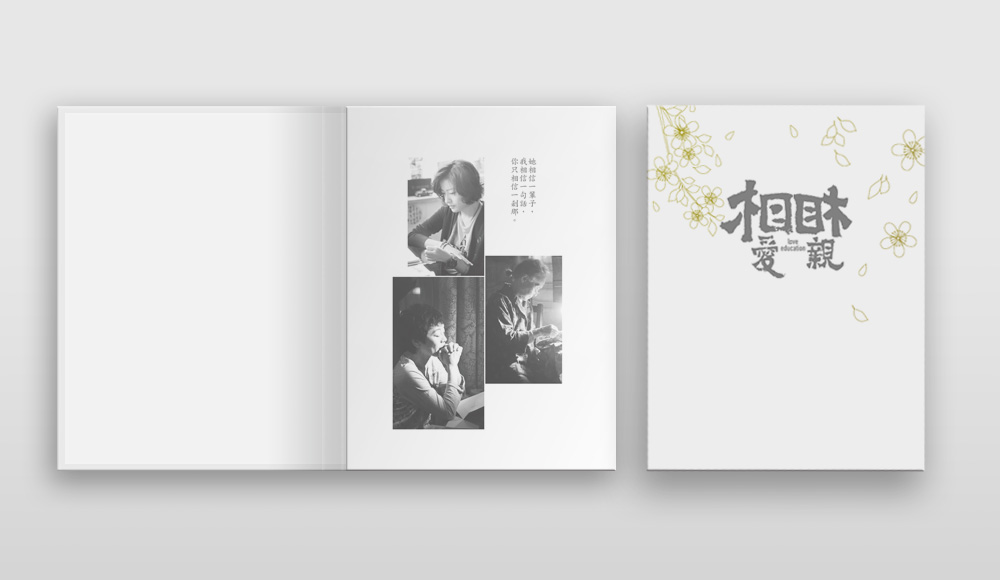 她相信一輩子，
我相信一句話，
你只相信一剎那。
相相
愛親
love
education